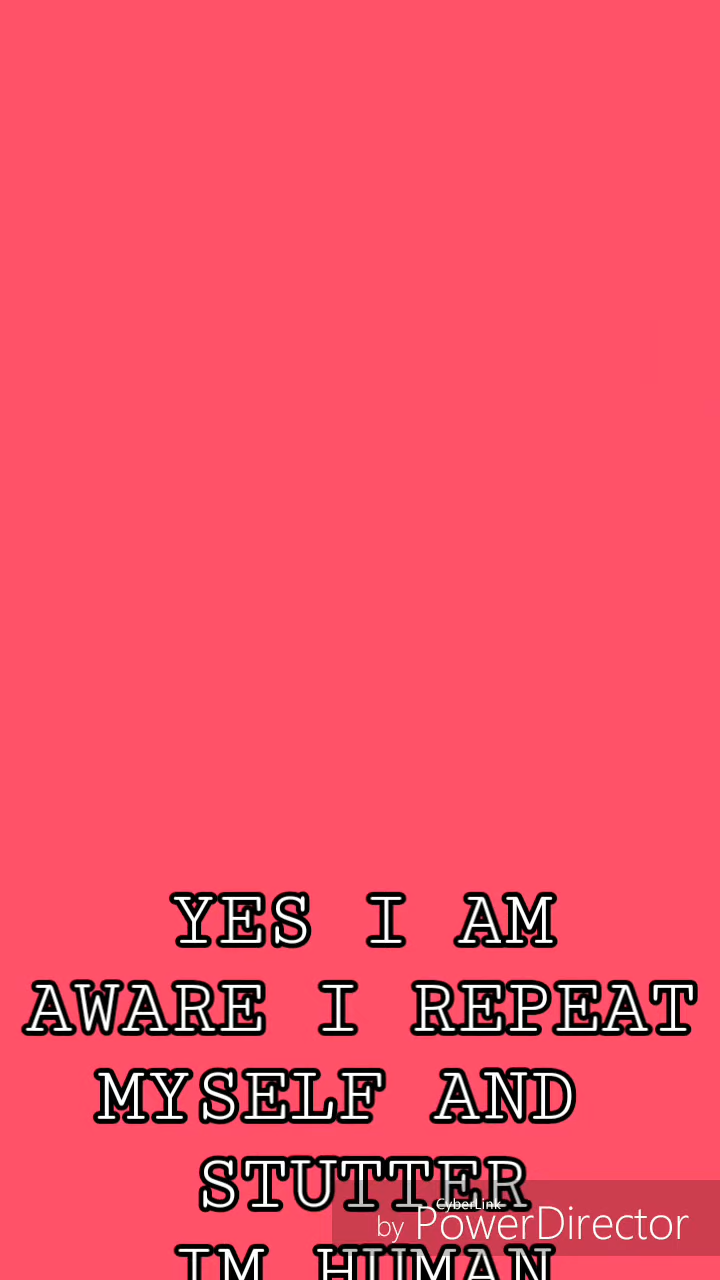 YES I AM
AWARE I REPEAT
MYSELF AND
STUTTER
CyberLink
by PowerDirector
IM HUMAN